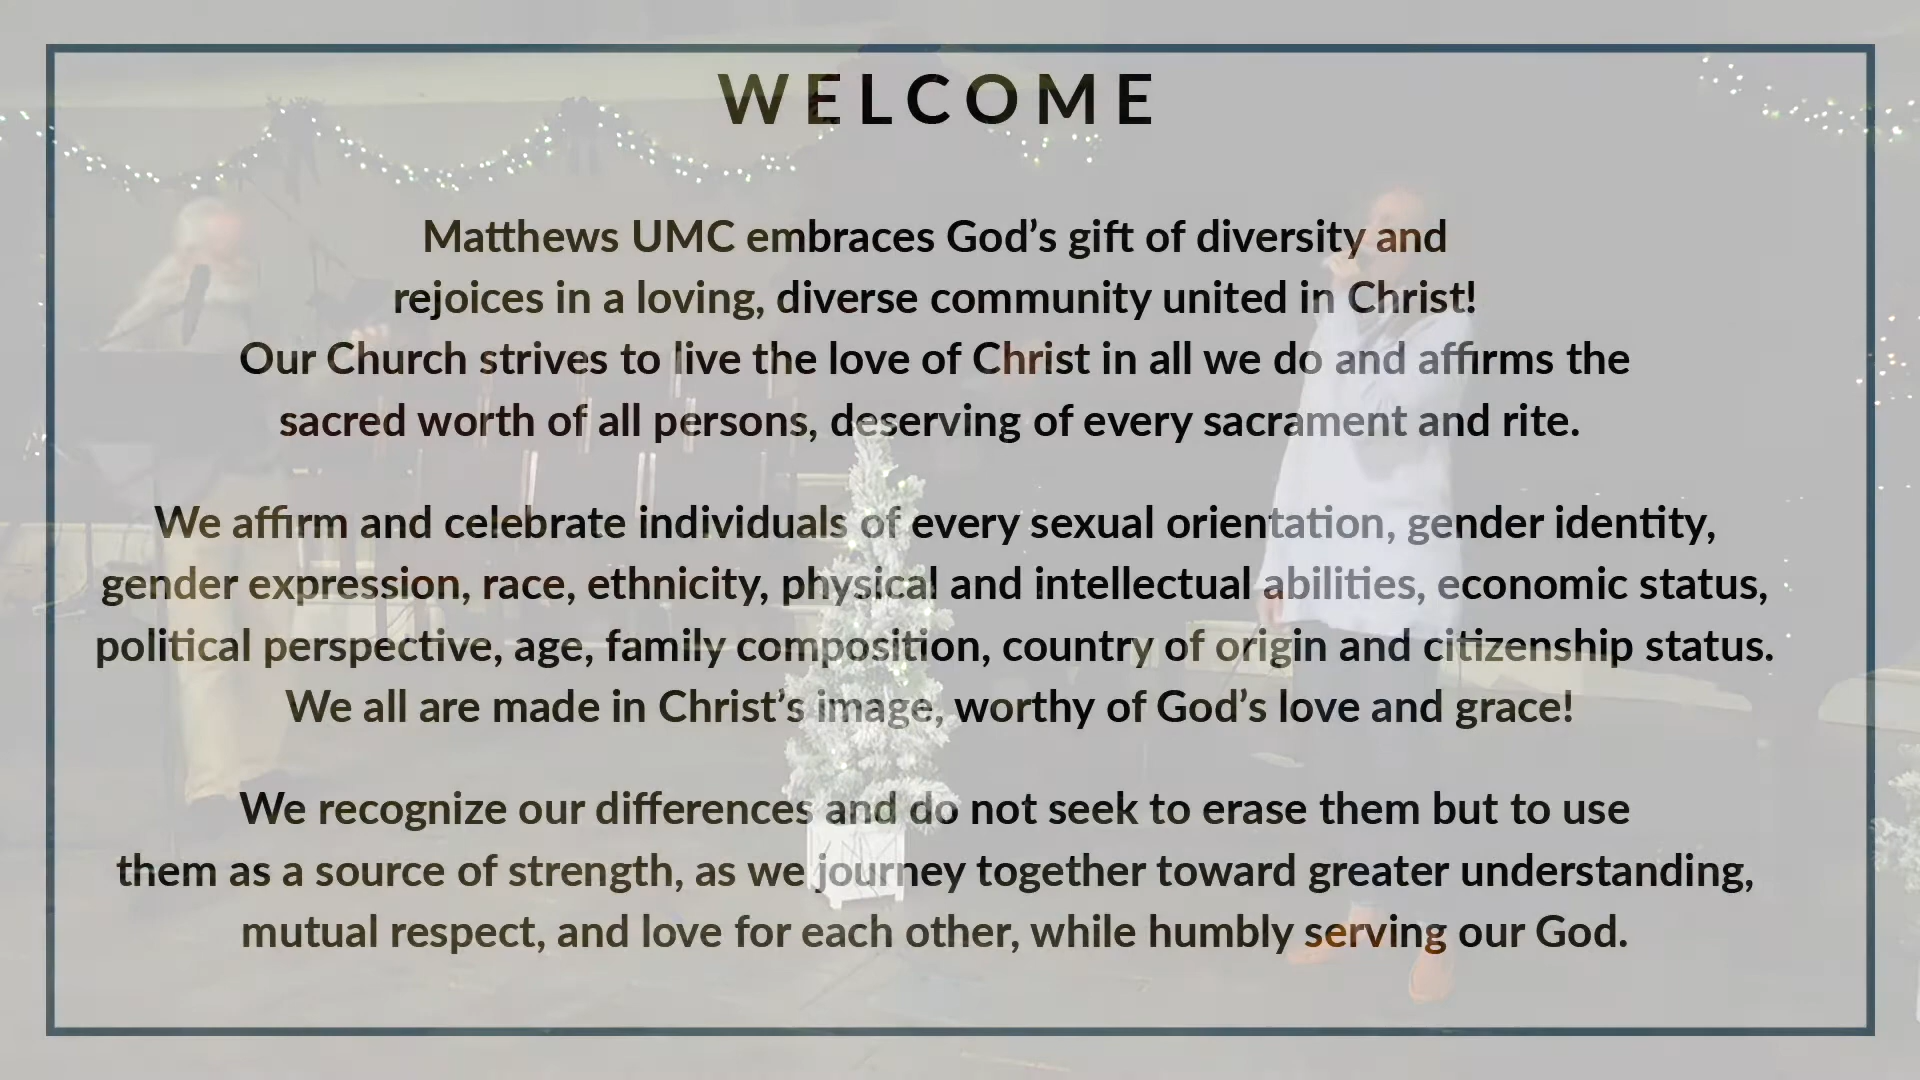 WELCOME
Matthews UMC embraces God’s gift of diversity and
rejoices in a loving, diverse community united in Christ!
Our Church strives to live the love of Christ in all we do and affirms the
sacred worth of all persons, deserving of every sacrament and rite.
We affirm and celebrate individuals of every sexual orientation, gender identity,
gender expression, race, ethnicity, physical and intellectual abilities, economic status,
political perspective, age, family composition, country of origin and citizenship status.
We all are made in Christ’s image, worthy of God’s love and grace!
We recognize our differences and do not seek to erase them but to use
them as a source of strength, as we journey together toward greater understanding,
mutual respect, and love for each other, while humbly serving our God.